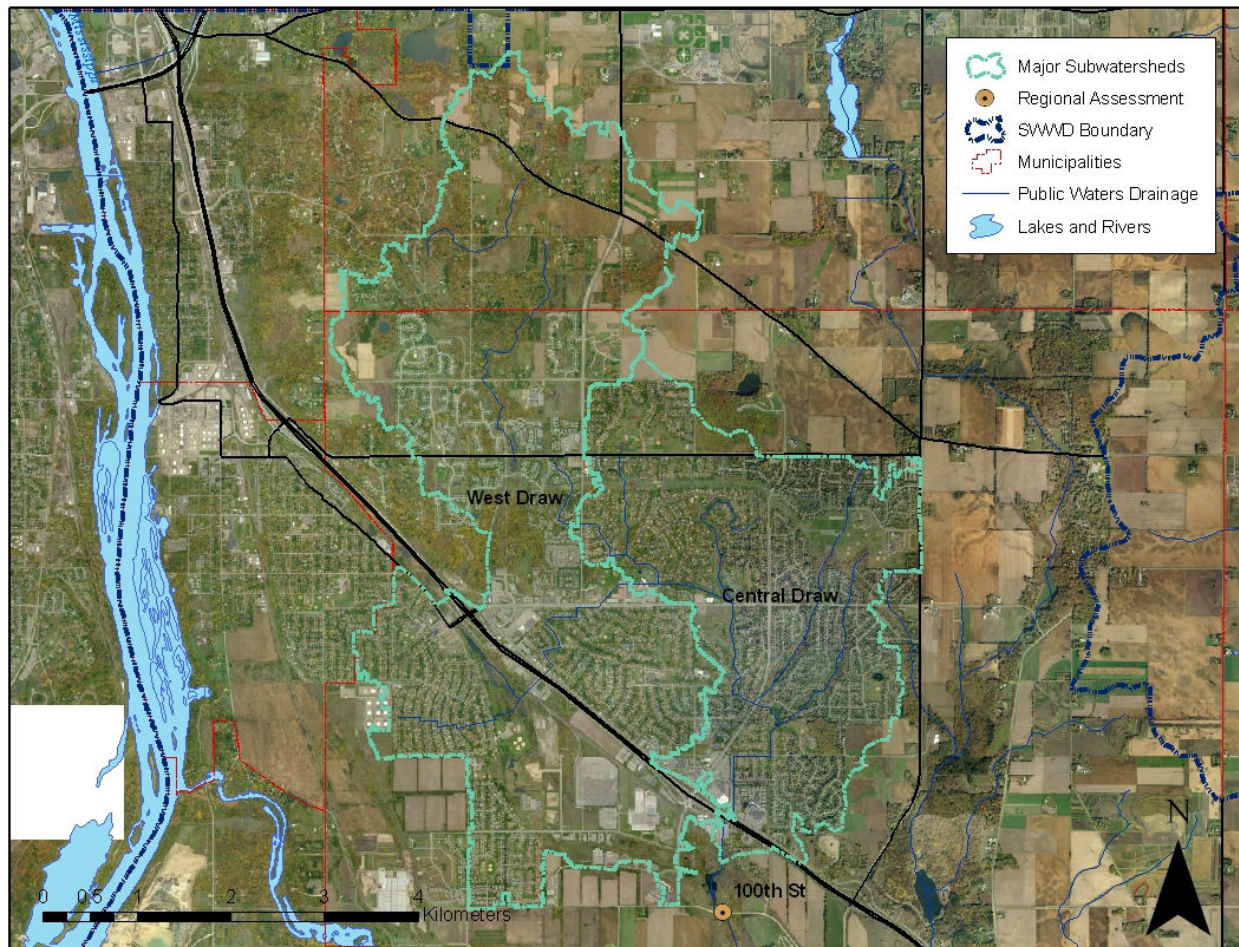 MISSISSIPPI
Major Subwatersheds
Regional Assessment
SWWD Boundary
Municipalities
Public Waters Drainage
Lakes and Rivers
West Draw
Central Draw
N
100th St
0 0.5 1 2 3 4
Kilometers